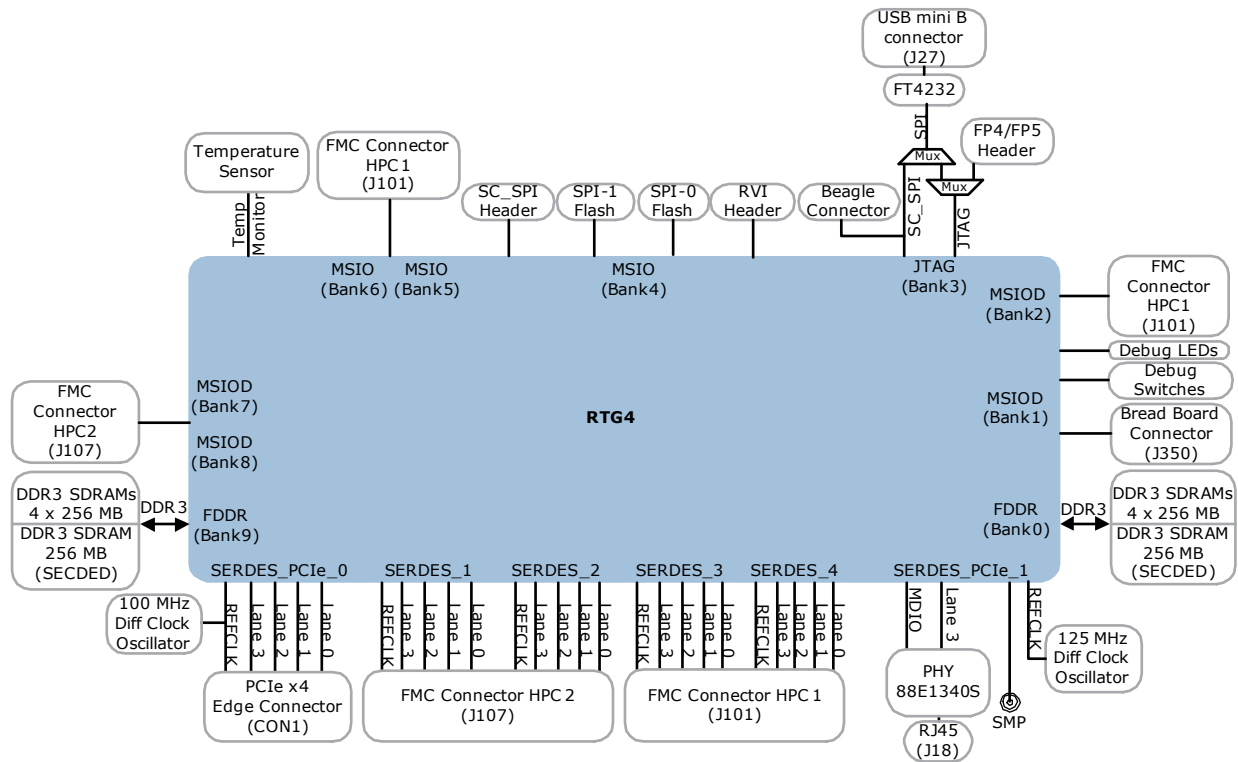 USB mini B
connector
(J27)
FT4232
SPI
FP4/FP5
Header
Mux
Mux
Temperature
Sensor
FMC Connector
HPC1
(J101)
SC_SPI
Header
SPI-1
Flash
SPI-0
Flash
RVI
Header
Beagle
Connector
SC_SPI
JTAG
Temp
Monitor
MSIO
(Bank6)
MSIO
(Bank5)
MSIO
(Bank4)
JTAG
(Bank3)
MSIOD
(Bank2)
FMC
Connector
HPC1
(J101)
Debug LEDs
Debug
Switches
MSIOD
(Bank1)
Bread Board
Connector
(J350)
FMC
Connector
HPC2
(J107)
MSIOD
(Bank7)
MSIOD
(Bank8)
RTG4
DDR3 SDRAMs
4 x 256 MB
DDR3 SDRAM
256 MB
(SECDED)
DDR3
FDDR
(Bank9)
FDDR
(Bank0)
DDR3
DDR3 SDRAMs
4 x 256 MB
DDR3 SDRAM
256 MB
(SECDED)
SERDES_PCIe_0
SERDES_1
SERDES_2
SERDES_3
SERDES_4
SERDES_PCIe_1
100 MHz
Diff Clock
Oscillator
REFCLK
Lane 3
Lane 2
Lane 1
Lane 0
REFCLK
Lane 3
Lane 2
Lane 1
Lane 0
REFCLK
Lane 3
Lane 2
Lane 1
Lane 0
REFCLK
Lane 3
Lane 2
Lane 1
Lane 0
REFCLK
Lane 3
Lane 2
Lane 1
Lane 0
MDIO
Lane 3
REFCLK
125 MHz
Diff Clock
Oscillator
PCIe x4
Edge Connector
(CON1)
FMC Connector HPC2
(J107)
FMC Connector HPC1
(J101)
PHY
88E1340S
SMP
RJ45
(J18)